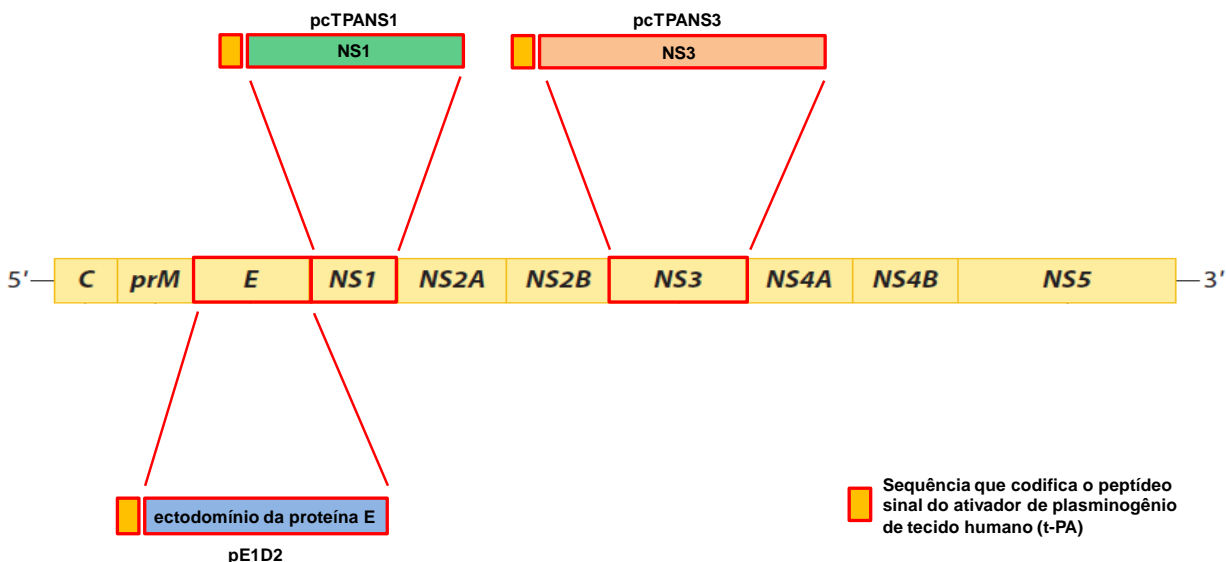 pcTPANS1
pcTPANS3
NS1
NS3
5′
C
prM
E
NS1
NS2A
NS2B
NS3
NS4A
NS4B
NS5
3′
ectodomínio da proteína E
pE1D2
Sequência que codifica o peptídeo
sinal do ativador de plasminogênio
de tecido humano (t-PA)